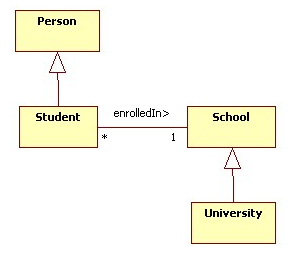 Person
enrolledIn>
Student
School
* 1
University